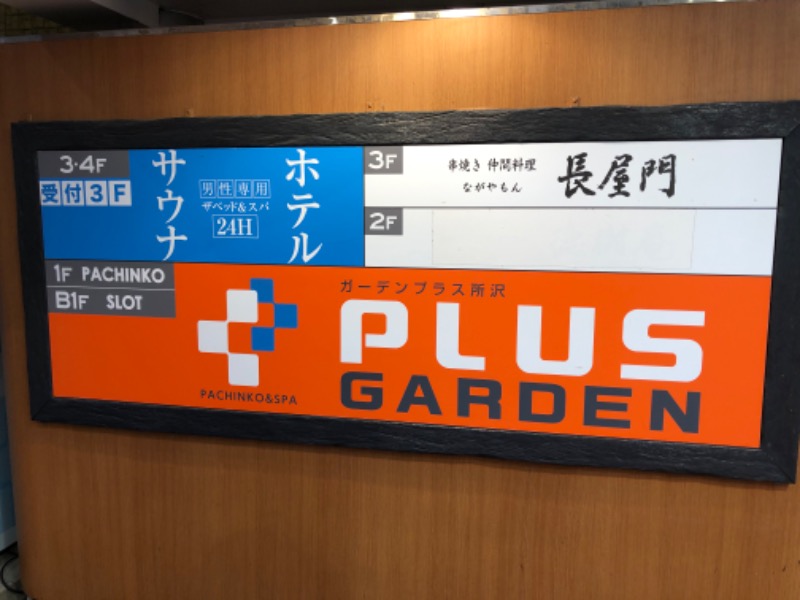 3・4F
受付3F
サウナ
男性専用
ザベッド&スパ
24H
ホテル
3F
串焼き 仲間料理
ながやもん
長屋門
2F
1F PACHINKO
B1F SLOT
PACHINKO&SPA
ガーデンプラス所沢
PLUS
GARDEN